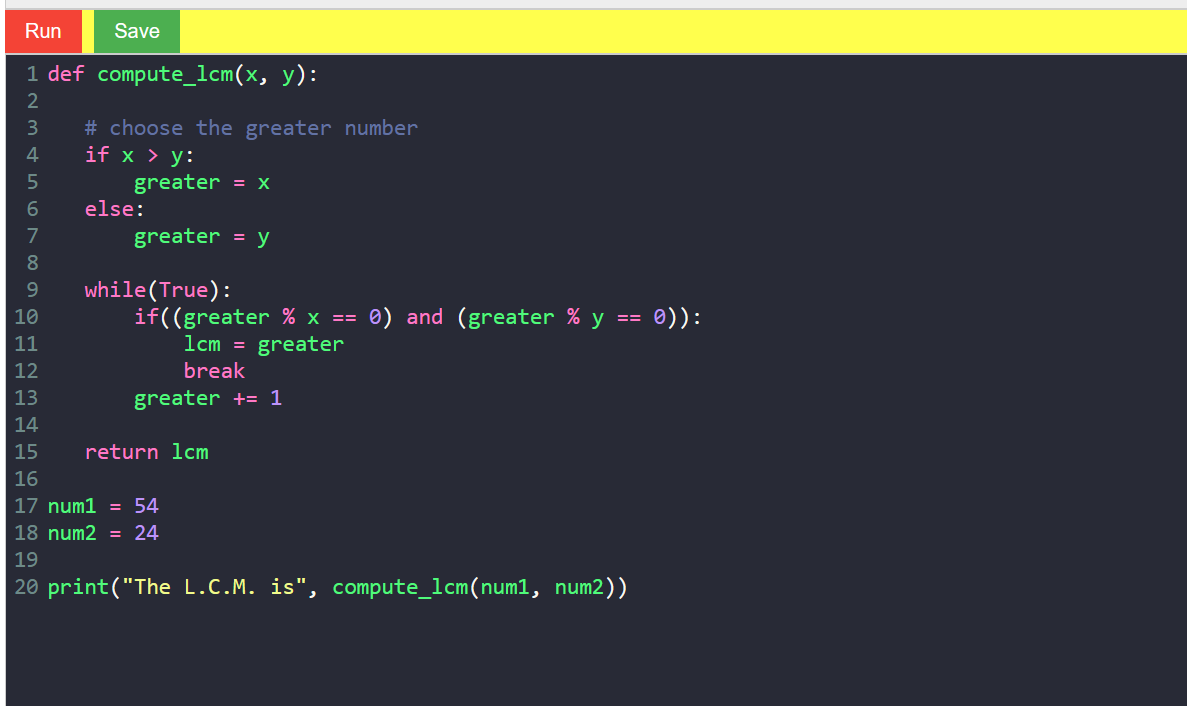 Run Save
1 def compute_lcm(x, y):
2
3    # choose the greater number
4    if x > y:
5        greater = x
6    else:
7        greater = y
8
9    while(True):
10        if((greater % x == 0) and (greater % y == 0)):
11            lcm = greater
12            break
13        greater += 1
14
15    return lcm
16
17 num1 = 54
18 num2 = 24
19
20 print("The L.C.M. is", compute_lcm(num1, num2))